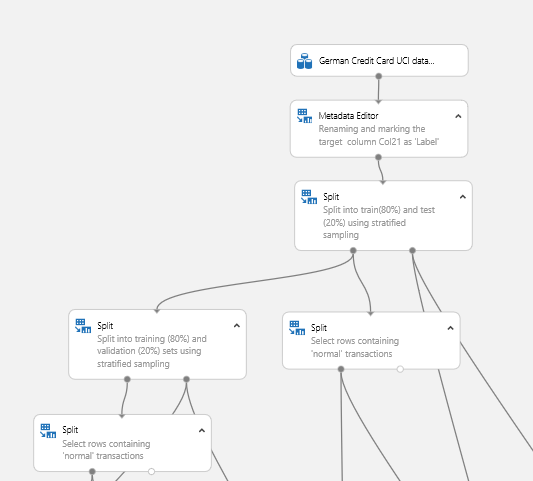 German Credit Card UCI data...
Metadata Editor
Renaming and marking the
target column Col21 as 'Label'
Split
Split into train(80%) and test
(20%) using stratified
sampling
Split
Split into training (80%) and
validation (20%) sets using
stratified sampling
Split
Select rows containing
'normal' transactions
Split
Select rows containing
'normal' transactions